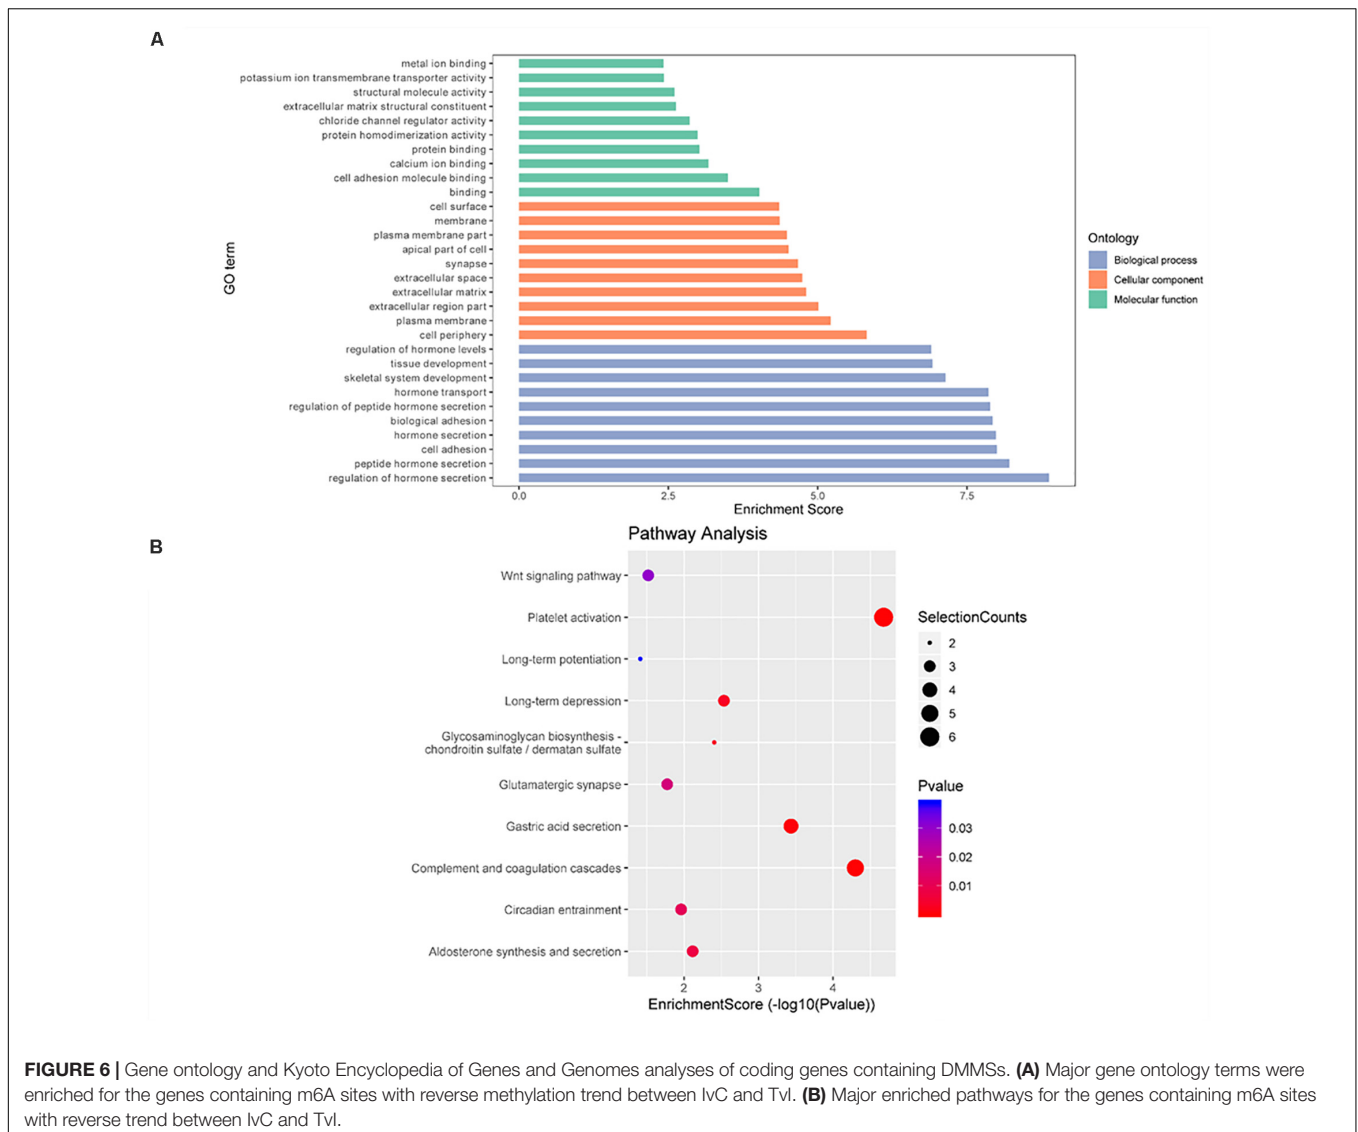 A
metal ion binding
potassium ion transmembrane transporter activity
structural molecule activity
extracellular matrix structural constituent
chloride channel regulator activity
protein homodimerization activity
protein binding
calcium ion binding
cell adhesion molecule binding
binding
cell surface
membrane
plasma membrane part
apical part of cell
synapse
extracellular space
extracellular matrix
extracellular region part
plasma membrane
cell periphery
regulation of hormone levels
tissue development
skeletal system development
hormone transport
regulation of peptide hormone secretion
biological adhesion
hormone secretion
cell adhesion
peptide hormone secretion
regulation of hormone secretion
GO term
0.0 2.5 5.0 7.5
Enrichment Score
Ontology
Biological process
Cellular component
Molecular function
B
Pathway Analysis
Wnt signaling pathway
Platelet activation
Long-term potentiation
Long-term depression
Glycosaminoglycan biosynthesis -
chondroitin sulfate / dermatan sulfate
Glutamatergic synapse
Gastric acid secretion
Complement and coagulation cascades
Circadian entrainment
Aldosterone synthesis and secretion
2 3 4
EnrichmentScore (-log10(Pvalue))
SelectionCounts
2
3
4
5
6
Pvalue
0.03
0.02
0.01
FIGURE 6 | Gene ontology and Kyoto Encyclopedia of Genes and Genomes analyses of coding genes containing DMMSs. (A) Major gene ontology terms were
enriched for the genes containing m6A sites with reverse methylation trend between IvC and TvI. (B) Major enriched pathways for the genes containing m6A sites
with reverse trend between IvC and TvI.